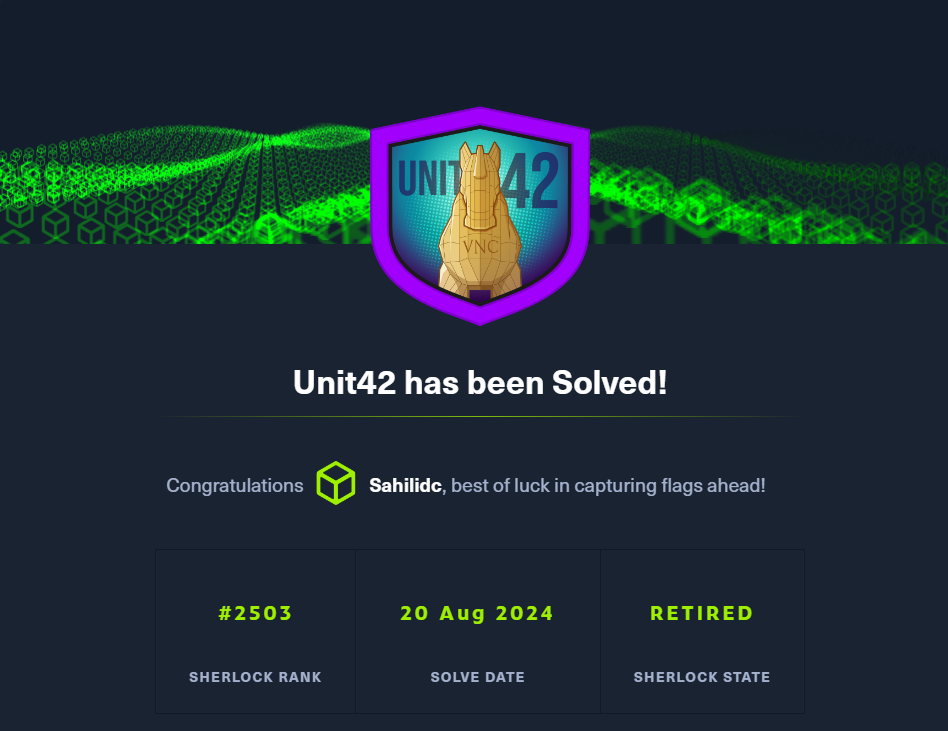 UNIT 42
VNC
Unit42 has been Solved!
Congratulations Sahilidc, best of luck in capturing flags ahead!
#2503 20 Aug 2024 RETIRED
SHERLOCK RANK SOLVE DATE SHERLOCK STATE